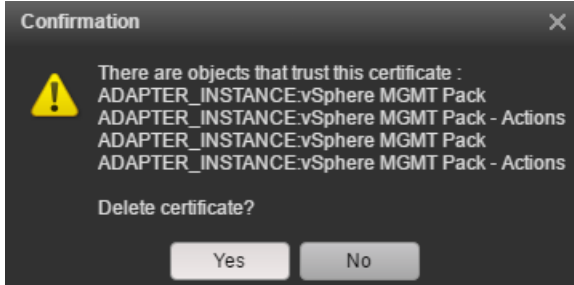 Confirmation
There are objects that trust this certificate :
ADAPTER_INSTANCE:vSphere MGMT Pack
ADAPTER_INSTANCE:vSphere MGMT Pack - Actions
ADAPTER_INSTANCE:vSphere MGMT Pack
ADAPTER_INSTANCE:vSphere MGMT Pack - Actions
Delete certificate?
Yes
No